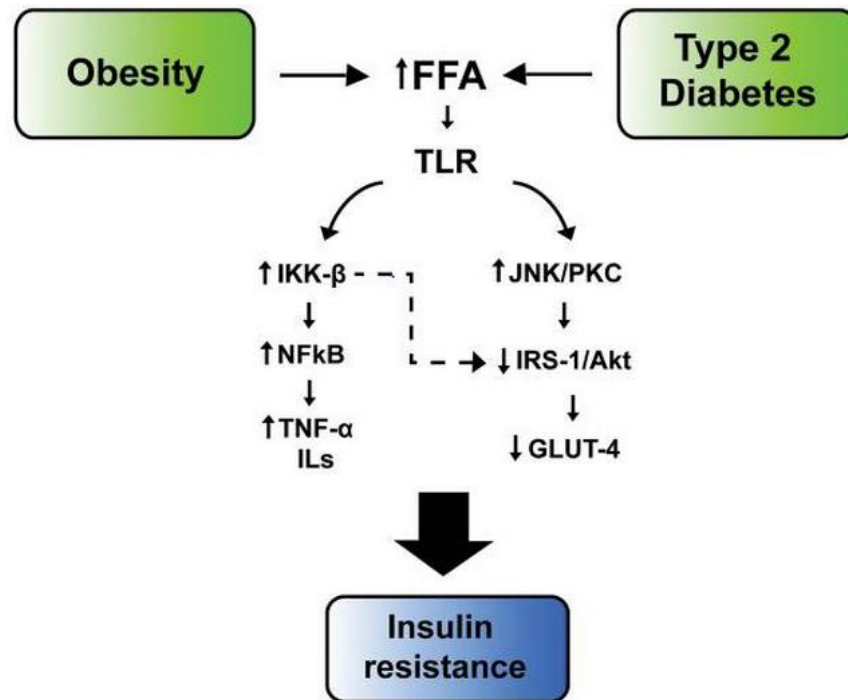 Obesity
↑FFA
Type 2
Diabetes
TLR
↑IKK-β
↑JNK/PKC
↑NFkB
↓IRS-1/Akt
↑TNF-α
ILs
↓GLUT-4
Insulin
resistance